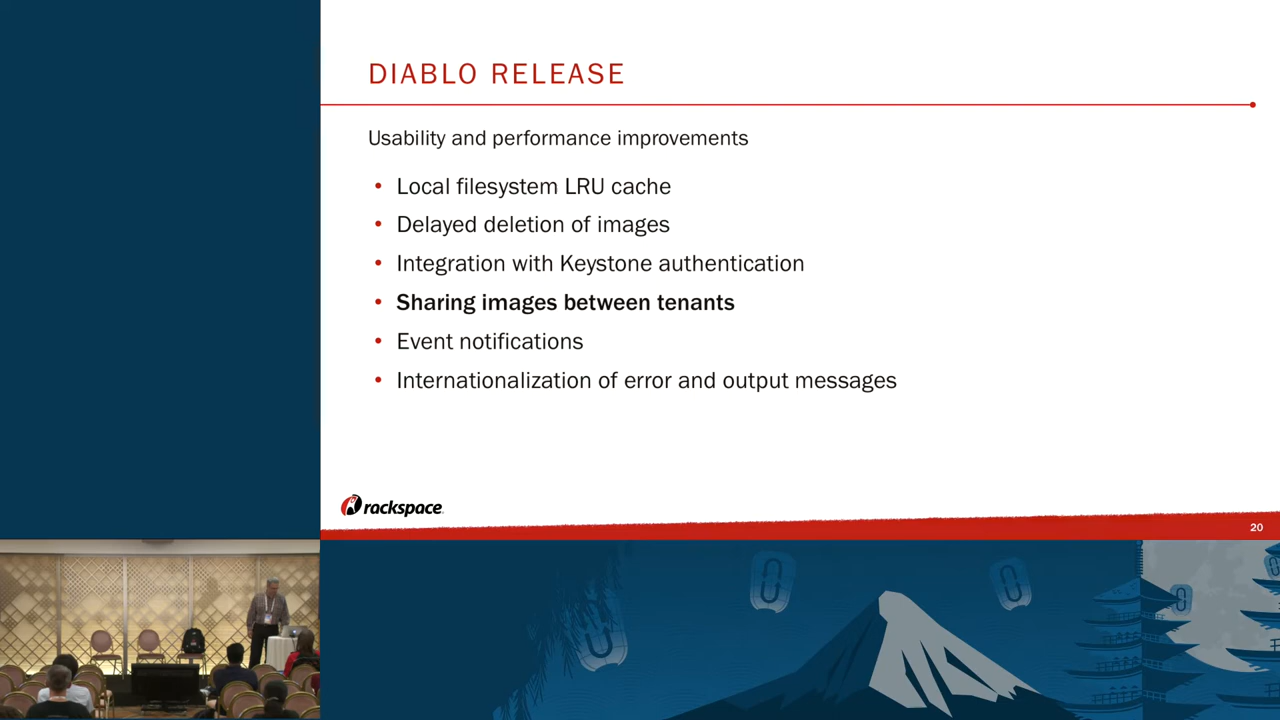 DIABLO RELEASE
Usability and performance improvements
• Local filesystem LRU cache
• Delayed deletion of images
• Integration with Keystone authentication
• Sharing images between tenants
• Event notifications
• Internationalization of error and output messages
rackspace
20